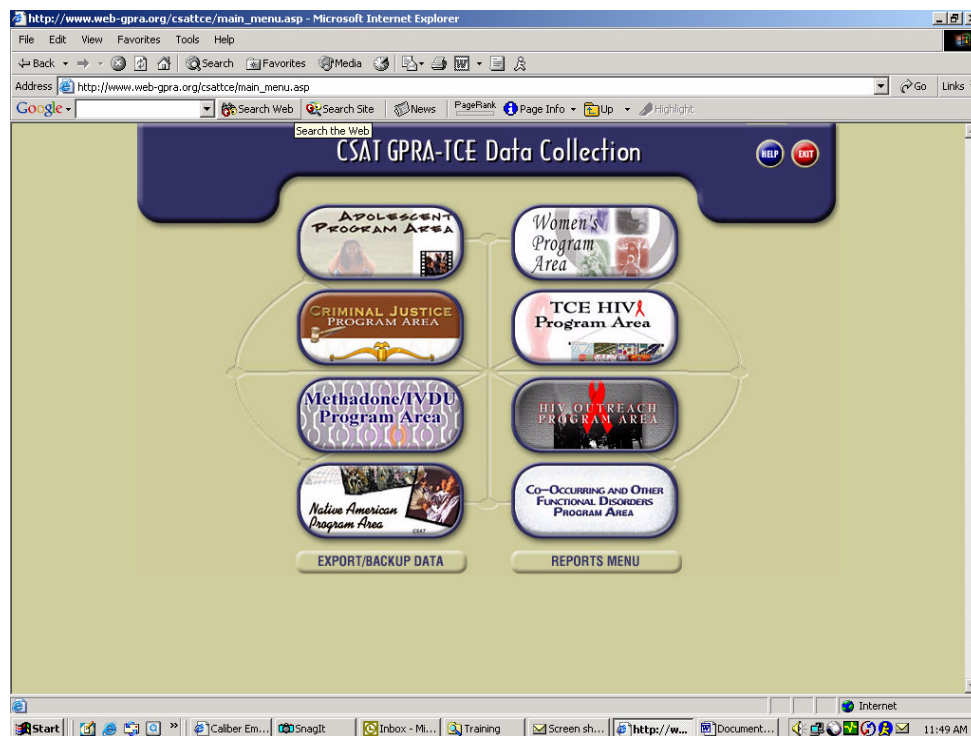 http://www.web-gpra.org/csattce/main_menu.asp - Microsoft Internet Explorer
File Edit View Favorites Tools Help
Back Search Favorites Media
Address http://www.web-gpra.org/csattce/main_menu.asp Go Links
Google Search Web Search Site News PageRank Page Info Up Highlight
Search the Web
CSAT GPRA-TCE Data Collection
HELP EXIT
ADOLESCENT
PROGRAM AREA
Women's
Program
Area
CRIMINAL JUSTICE
PROGRAM AREA
TCE HIV
Program Area
Methadone/IVDU
Program Area
HIV OUTREACH
PROGRAM AREA
Native American
Program Area
CSAT
CO-OCCURRING AND OTHER
FUNCTIONAL DISORDERS
PROGRAM AREA
EXPORT/BACKUP DATA
REPORTS MENU
Internet
Start Caliber Em... SnagIt Inbox - Mi... Training Screen sh... http://w... Document... 11:49 AM